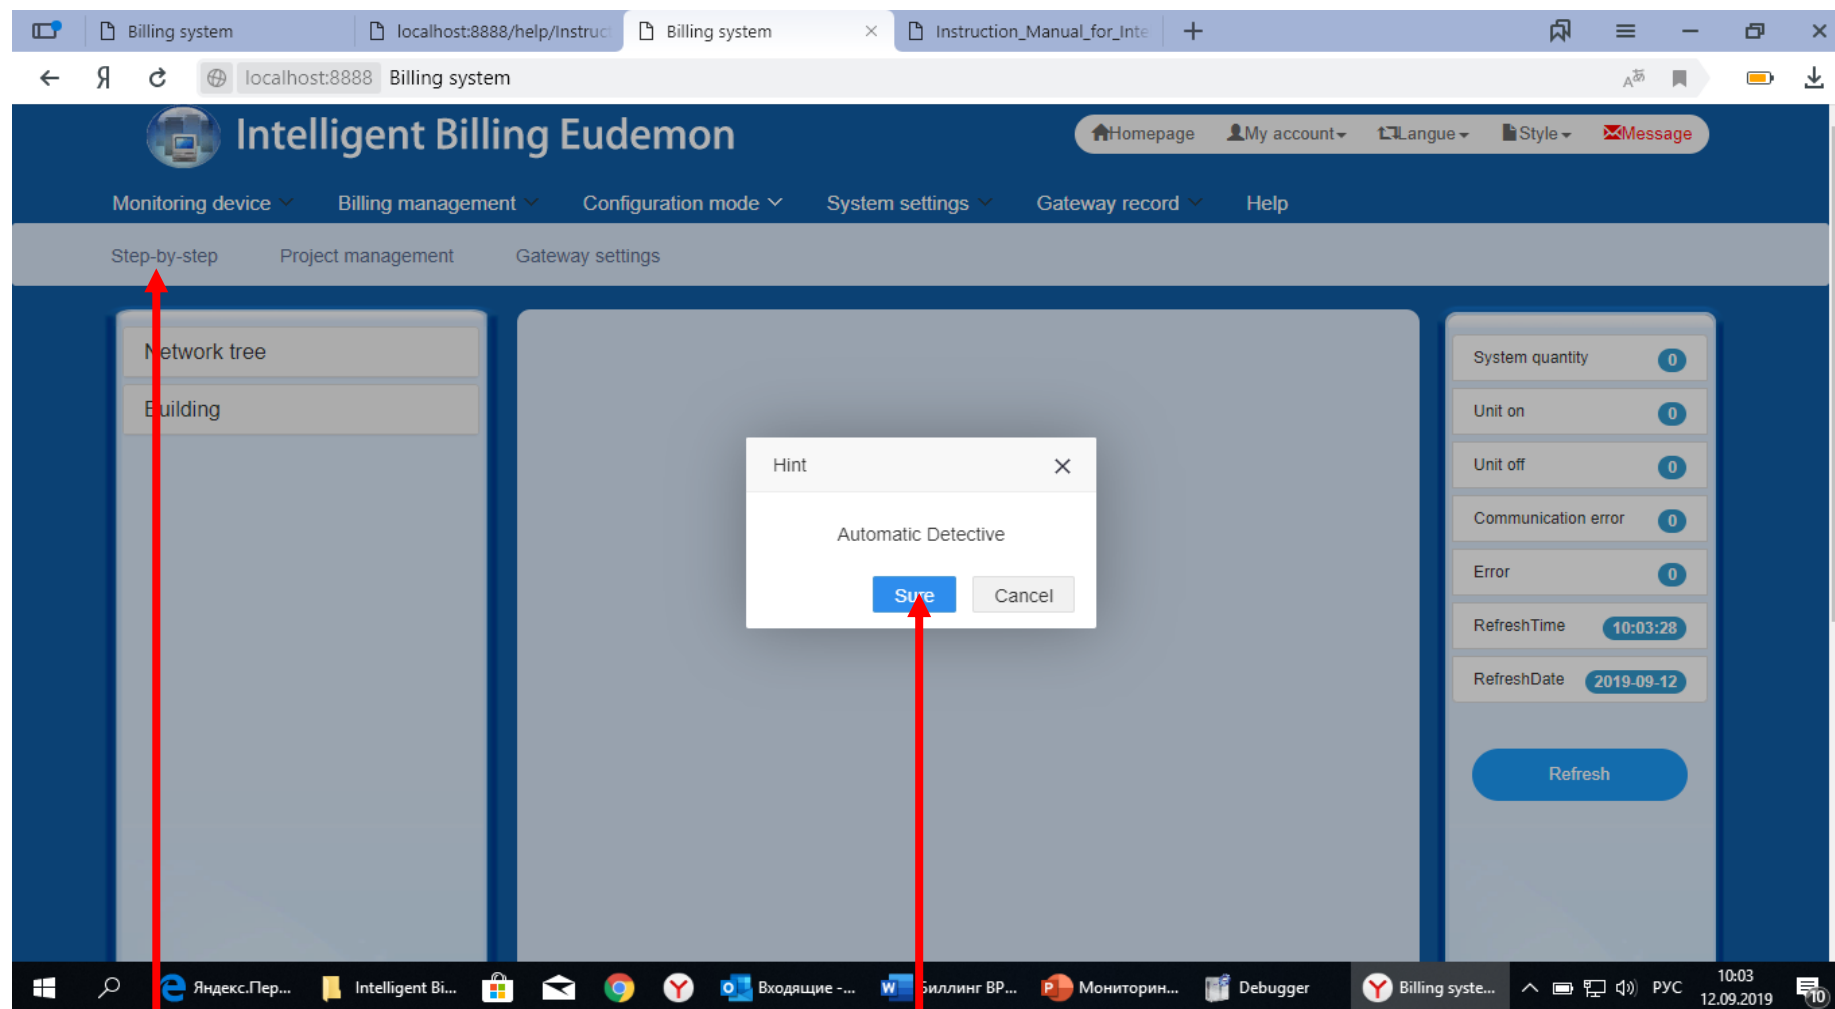 Billing system
localhost:8888/help/Instruc
Billing system
Instruction_Manual_for_Inte
Я localhost:8888 Billing system
Intelligent Billing Eudemon
Homepage My account Langue Style Message
Monitoring device Billing management Configuration mode System settings Gateway record Help
Step-by-step Project management Gateway settings
Network tree
Building
Hint
Automatic Detective
Sure Cancel
System quantity 0
Unit on 0
Unit off 0
Communication error 0
Error 0
RefreshTime 10:03:28
RefreshDate 2019-09-12
Refresh
Яндекс.Пер... Intelligent Bi... Входящие -... Биллинг ВР... Мониторин... Debugger Billing syste... РУС
10:03
12.09.2019
10